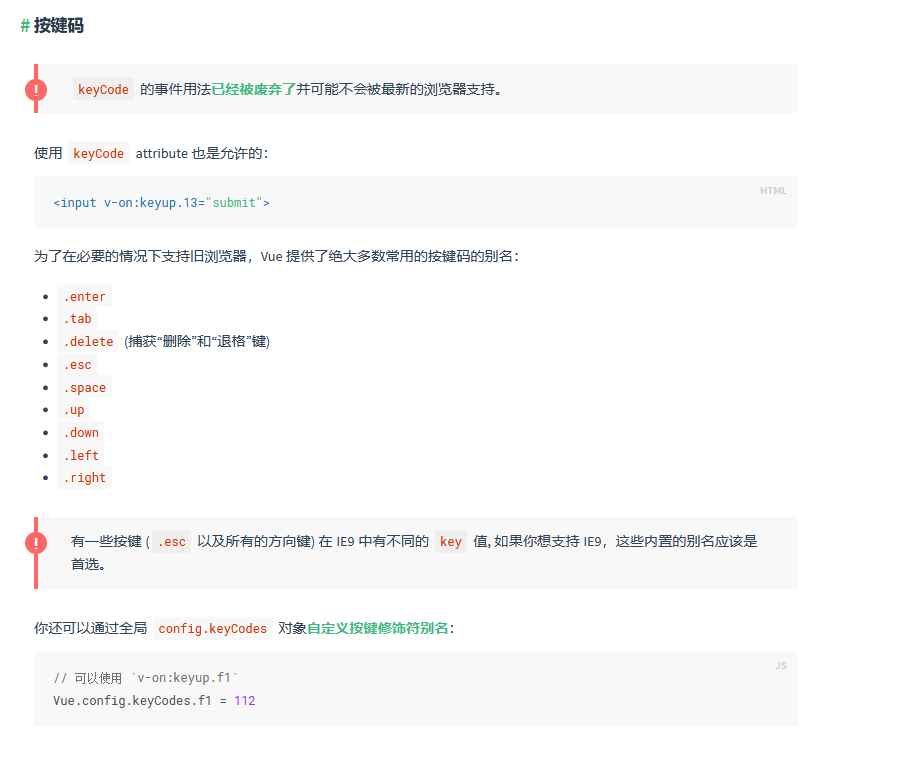 # 按键码
! keyCode 的事件用法已经被废弃了并可能不会被最新的浏览器支持。
使用 keyCode attribute 也是允许的：
HTML
<input v-on:keyup.13="submit">
为了在必要的情况下支持旧浏览器，Vue 提供了绝大多数常用的按键码的别名：
• .enter
• .tab
• .delete (捕获“删除”和“退格”键)
• .esc
• .space
• .up
• .down
• .left
• .right
! 有一些按键 ( .esc 以及所有的方向键) 在 IE9 中有不同的 key 值, 如果你想支持 IE9，这些内置的别名应该是
首选。
你还可以通过全局 config.keyCodes 对象自定义按键修饰符别名：
JS
// 可以使用 `v-on:keyup.f1`
Vue.config.keyCodes.f1 = 112